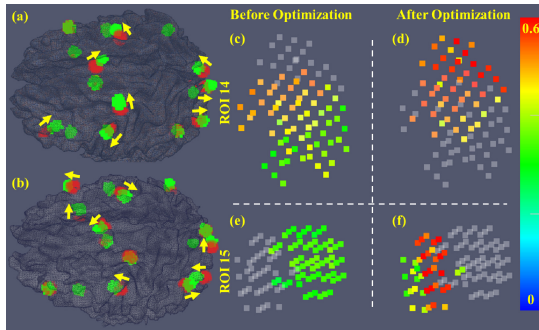 (a)
Before Optimization
After Optimization
(c)
(d)
0.6
ROI 14
(b)
(e)
(f)
ROI 15
0